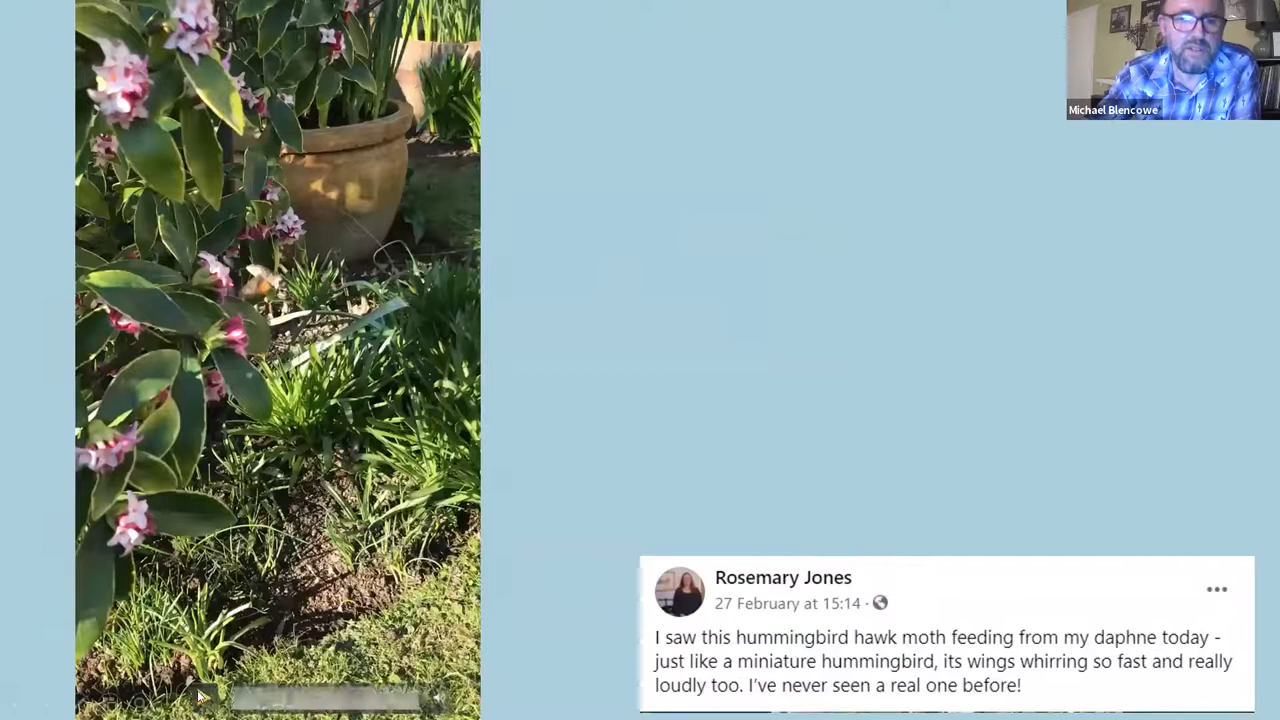 Michael Blencowe
Rosemary Jones
27 February at 15:14 ·
I saw this hummingbird hawk moth feeding from my daphne today -
just like a miniature hummingbird, its wings whirring so fast and really
loudly too. I've never seen a real one before!